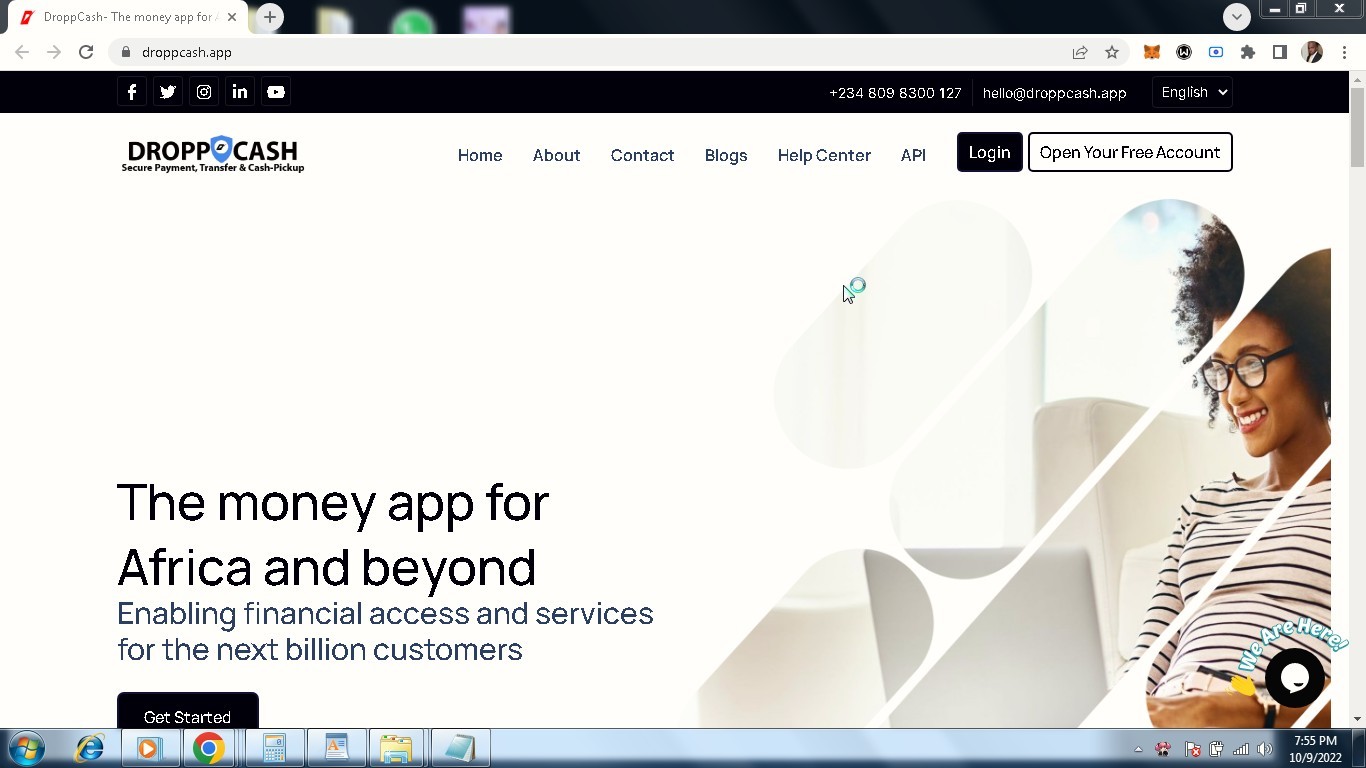 DroppCash- The money app for A
droppcash.app
+234 809 8300 127
hello@droppcash.app
English
DROPP CASH
Secure Payment, Transfer & Cash-Pickup
Home
About
Contact
Blogs
Help Center
API
Login
Open Your Free Account
The money app for
Africa and beyond
Enabling financial access and services
for the next billion customers
Get Started
We Are Here!
7:55 PM
10/9/2022